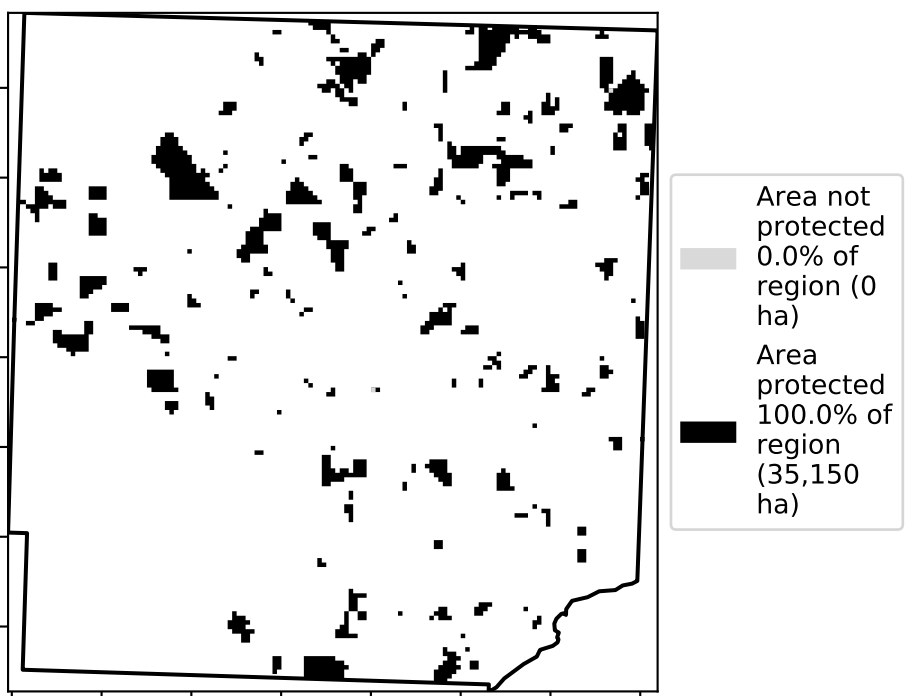 Area not
protected
0.0% of
region (0
ha)
Area
protected
100.0% of
region
(35,150
ha)